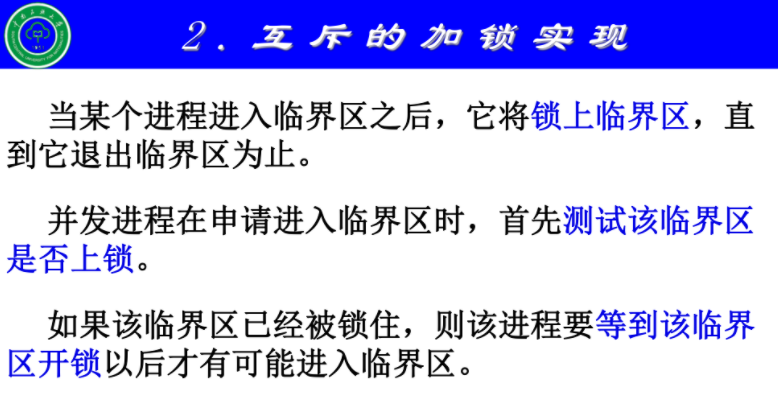 2．互斥的加锁实现
当某个进程进入临界区之后，它将锁上临界区，直
到它退出临界区为止。
并发进程在申请进入临界区时，首先测试该临界区
是否上锁。
如果该临界区已经被锁住，则该进程要等到该临界
区开锁以后才有可能进入临界区。